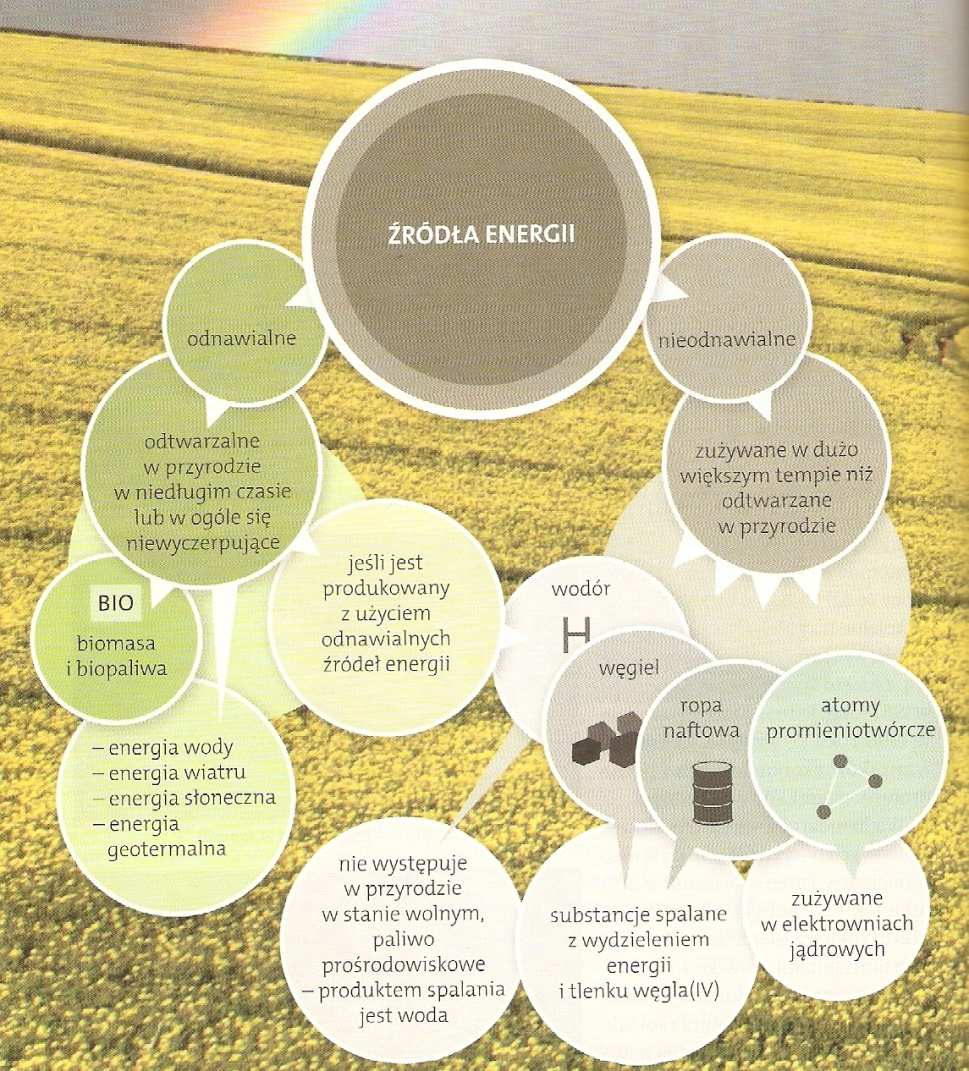 ŹRÓDŁA ENERGII
odnawialne
nieodnawialne
odtwarzalne
w przyrodzie
w niedługim czasie
lub w ogóle się
niewyczerpujące
zużywane w dużo
większym tempie niż
odtwarzane
w przyrodzie
BIO
biomasa
i biopaliwa
jeśli jest
produkowany
z użyciem
odnawialnych
źródeł energii
wodór
H
węgiel
ropa
naftowa
atomy
promieniotwórcze
– energia wody
– energia wiatru
– energia słoneczna
– energia
geotermalna
nie występuje
w przyrodzie
w stanie wolnym,
paliwo
prośrodowiskowe
– produktem spalania
jest woda
substancje spalane
z wydzieleniem
energii
i tlenku węgla(IV)
zużywane
w elektrowniach
jądrowych